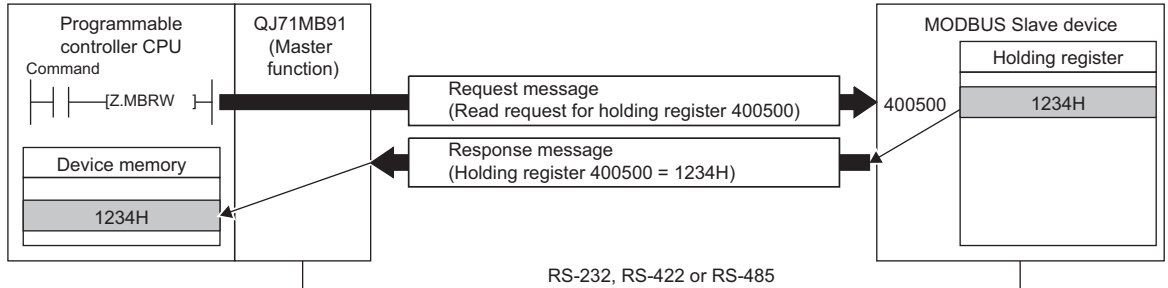 Programmable
controller CPU
Command
[Z.MBRW ]
Device memory
1234H
QJ71MB91
(Master
function)
Request message
(Read request for holding register 400500)
Response message
(Holding register 400500 = 1234H)
MODBUS Slave device
Holding register
400500
1234H
RS-232, RS-422 or RS-485